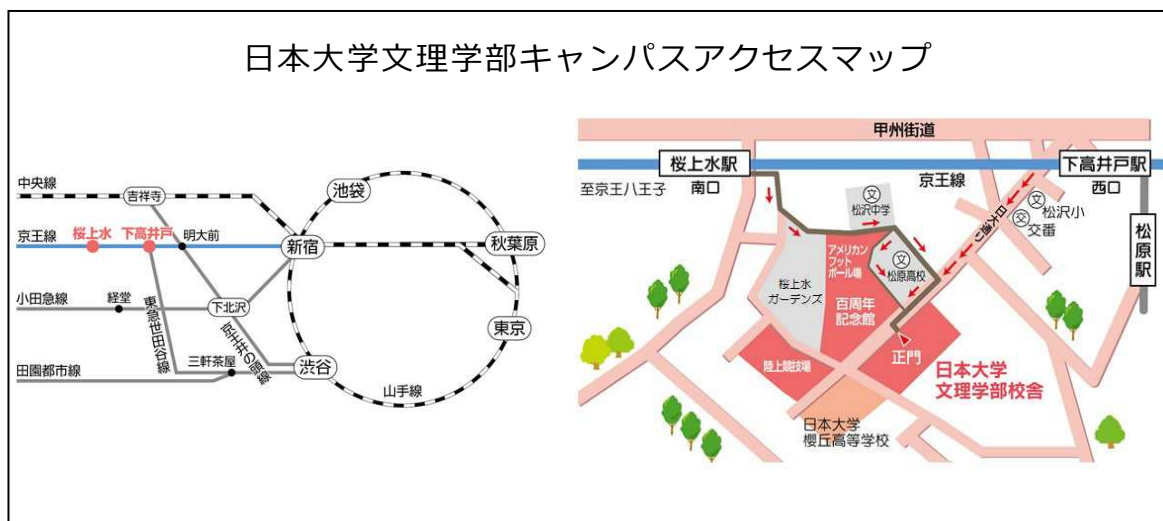 日本大学文理学部キャンパスアクセスマップ
中央線
吉祥寺
池袋
京王線
桜上水
下高井戸
明大前
新宿
秋葉原
小田急線
経堂
下北沢
東急世田谷線
京王井の頭線
東京
田園都市線
三軒茶屋
渋谷
山手線
甲州街道
桜上水駅
南口
至京王八王子
京王線
下高井戸駅
西口
文
松沢中学
日大通り
文
松沢小
交
交番
松原駅
アメリカン
フット
ボール場
文
松原高校
桜上水
ガーデンズ
百周年
記念館
陸上競技場
正門
日本大学
文理学部校舎
日本大学
櫻丘高等学校